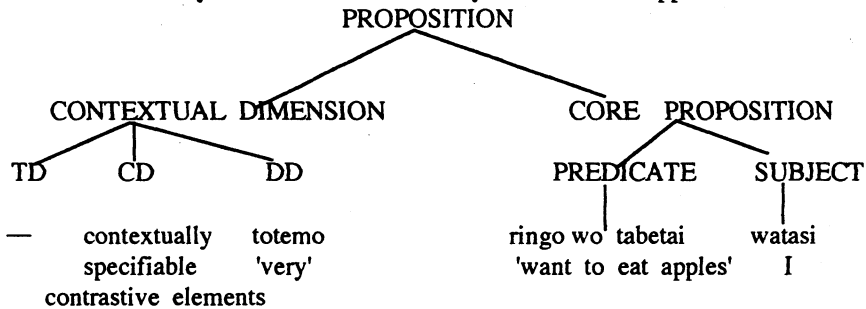 PROPOSITION
CONTEXTUAL DIMENSION CORE PROPOSITION
TD CD DD PREDICATE SUBJECT
— contextually totemo ringo wo tabetai watasi
specifiable 'very' 'want to eat apples' I
contrastive elements